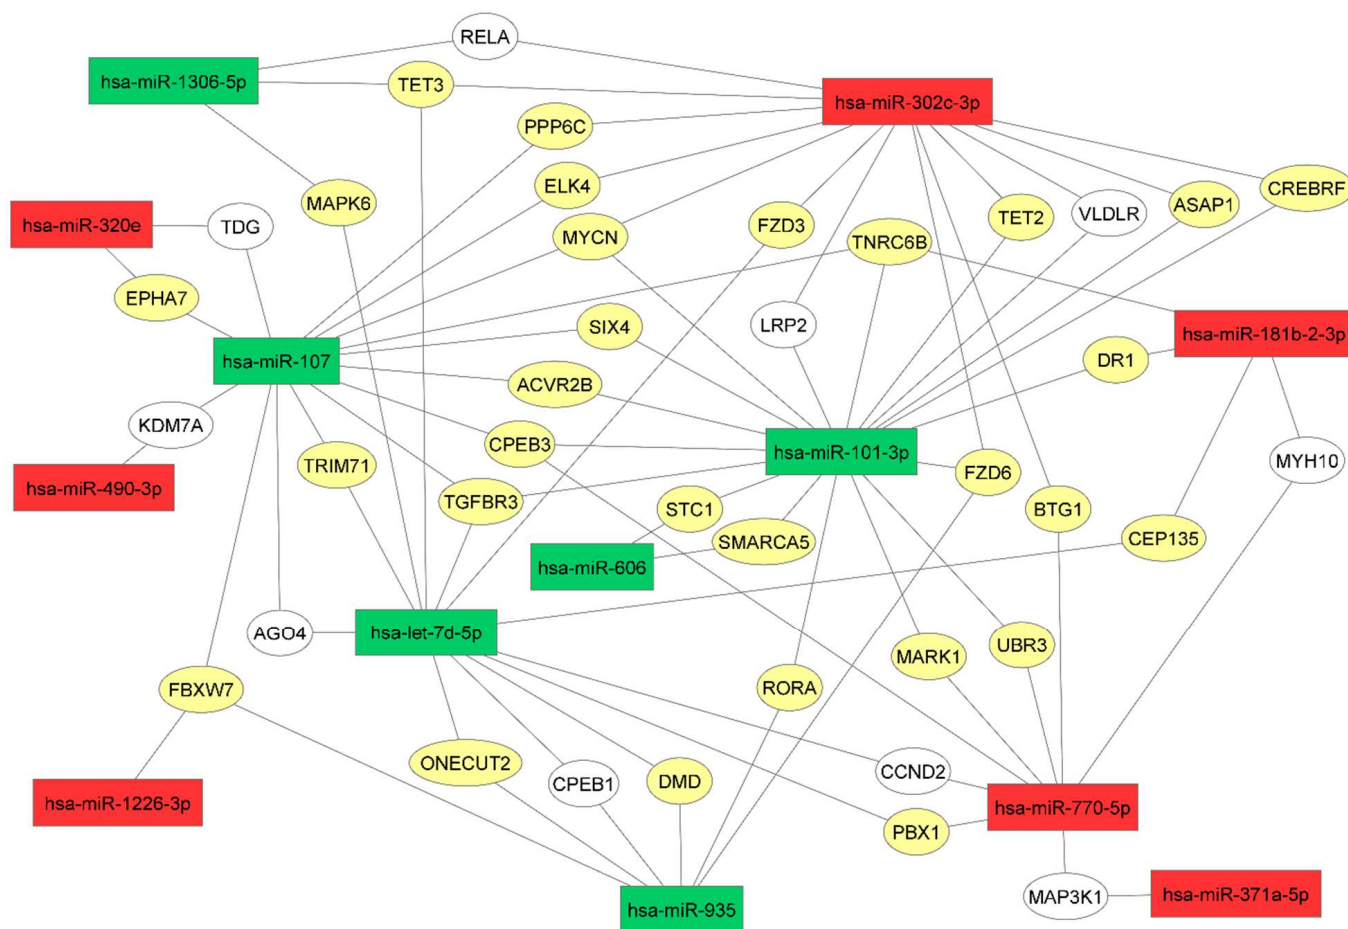 RELA
hsa-miR-1306-5p
TET3
hsa-miR-302c-3p
PPP6C
ELK4
MAPK6
CREBRF
ASAP1
TET2
VLDLR
hsa-miR-320e
TDG
FZD3
MYCN
TNRC6B
EPHA7
LRP2
SIX4
hsa-miR-181b-2-3p
hsa-miR-107
DR1
ACVR2B
KDM7A
CPEB3
hsa-miR-101-3p
MYH10
TRIM71
FZD6
hsa-miR-490-3p
TGFBR3
STC1
BTG1
SMARCA5
CEP135
hsa-miR-606
AGO4
hsa-let-7d-5p
UBR3
MARK1
FBXW7
RORA
ONECUT2
CPEB1
DMD
CCND2
hsa-miR-1226-3p
hsa-miR-770-5p
PBX1
MAP3K1
hsa-miR-371a-5p
hsa-miR-935